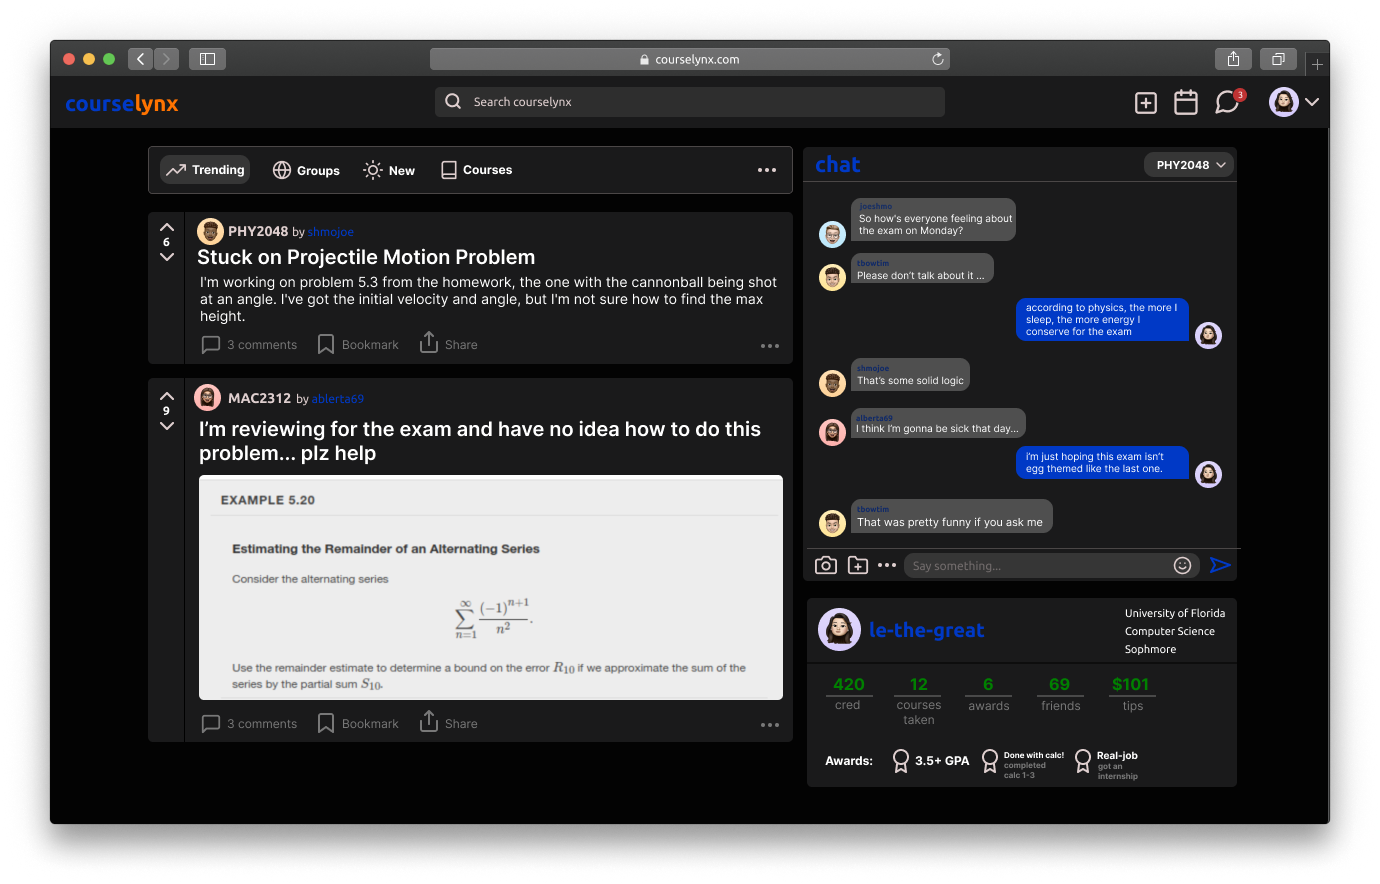 courselynx.com
courselynx
Search courselynx
3
Trending
Groups
New
Courses
6
PHY2048 by shmojoe
Stuck on Projectile Motion Problem
I'm working on problem 5.3 from the homework, the one with the cannonball being shot
at an angle. I've got the initial velocity and angle, but I'm not sure how to find the max
height.
3 comments
Bookmark
Share
9
MAC2312 by ablerta69
I'm reviewing for the exam and have no idea how to do this
problem... plz help
EXAMPLE 5.20
Estimating the Remainder of an Alternating Series
Consider the alternating series
∑_{n=1}^{∞} (−1)^{n+1}/n².
Use the remainder estimate to determine a bound on the error R₁₀ if we approximate the sum of the
series by the partial sum S₁₀.
3 comments
Bookmark
Share
chat
PHY2048
joeshmo
So how's everyone feeling about
the exam on Monday?
tbowtim
Please don't talk about it ...
according to physics, the more I
sleep, the more energy I
conserve for the exam
shmojoe
That's some solid logic
alberta69
I think I'm gonna be sick that day...
i'm just hoping this exam isn't
egg themed like the last one.
tbowtim
That was pretty funny if you ask me
Say something...
le-the-great
University of Florida
Computer Science
Sophmore
420
cred
12
courses
taken
6
awards
69
friends
$101
tips
Awards:
3.5+ GPA
Done with calc!
completed
calc 1-3
Real-job
got an
internship